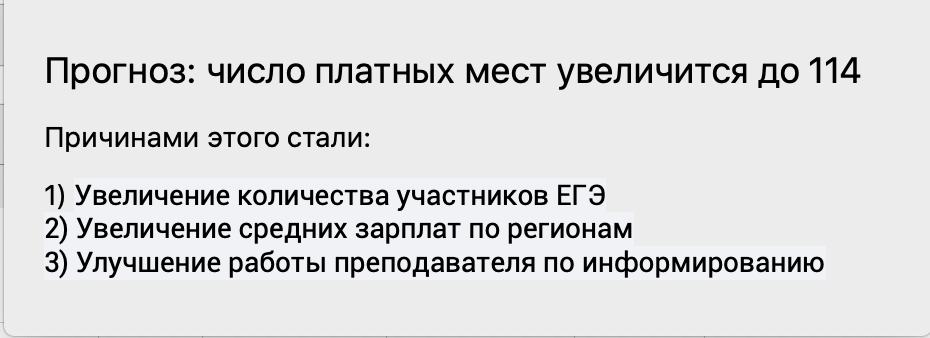 Прогноз: число платных мест увеличится до 114
Причинами этого стали:
1) Увеличение количества участников ЕГЭ
2) Увеличение средних зарплат по регионам
3) Улучшение работы преподавателя по информированию